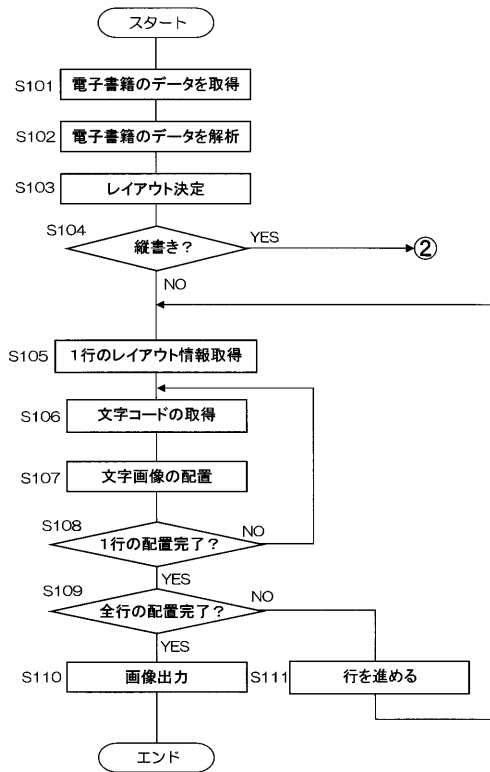 スタート
S101 電子書籍のデータを取得
S102 電子書籍のデータを解析
S103 レイアウト決定
S104 縦書き？ YES ②
NO
S105 1行のレイアウト情報取得
S106 文字コードの取得
S107 文字画像の配置
S108 1行の配置完了？ NO
YES
S109 全行の配置完了？ NO
YES
S110 画像出力 S111 行を進める
エンド